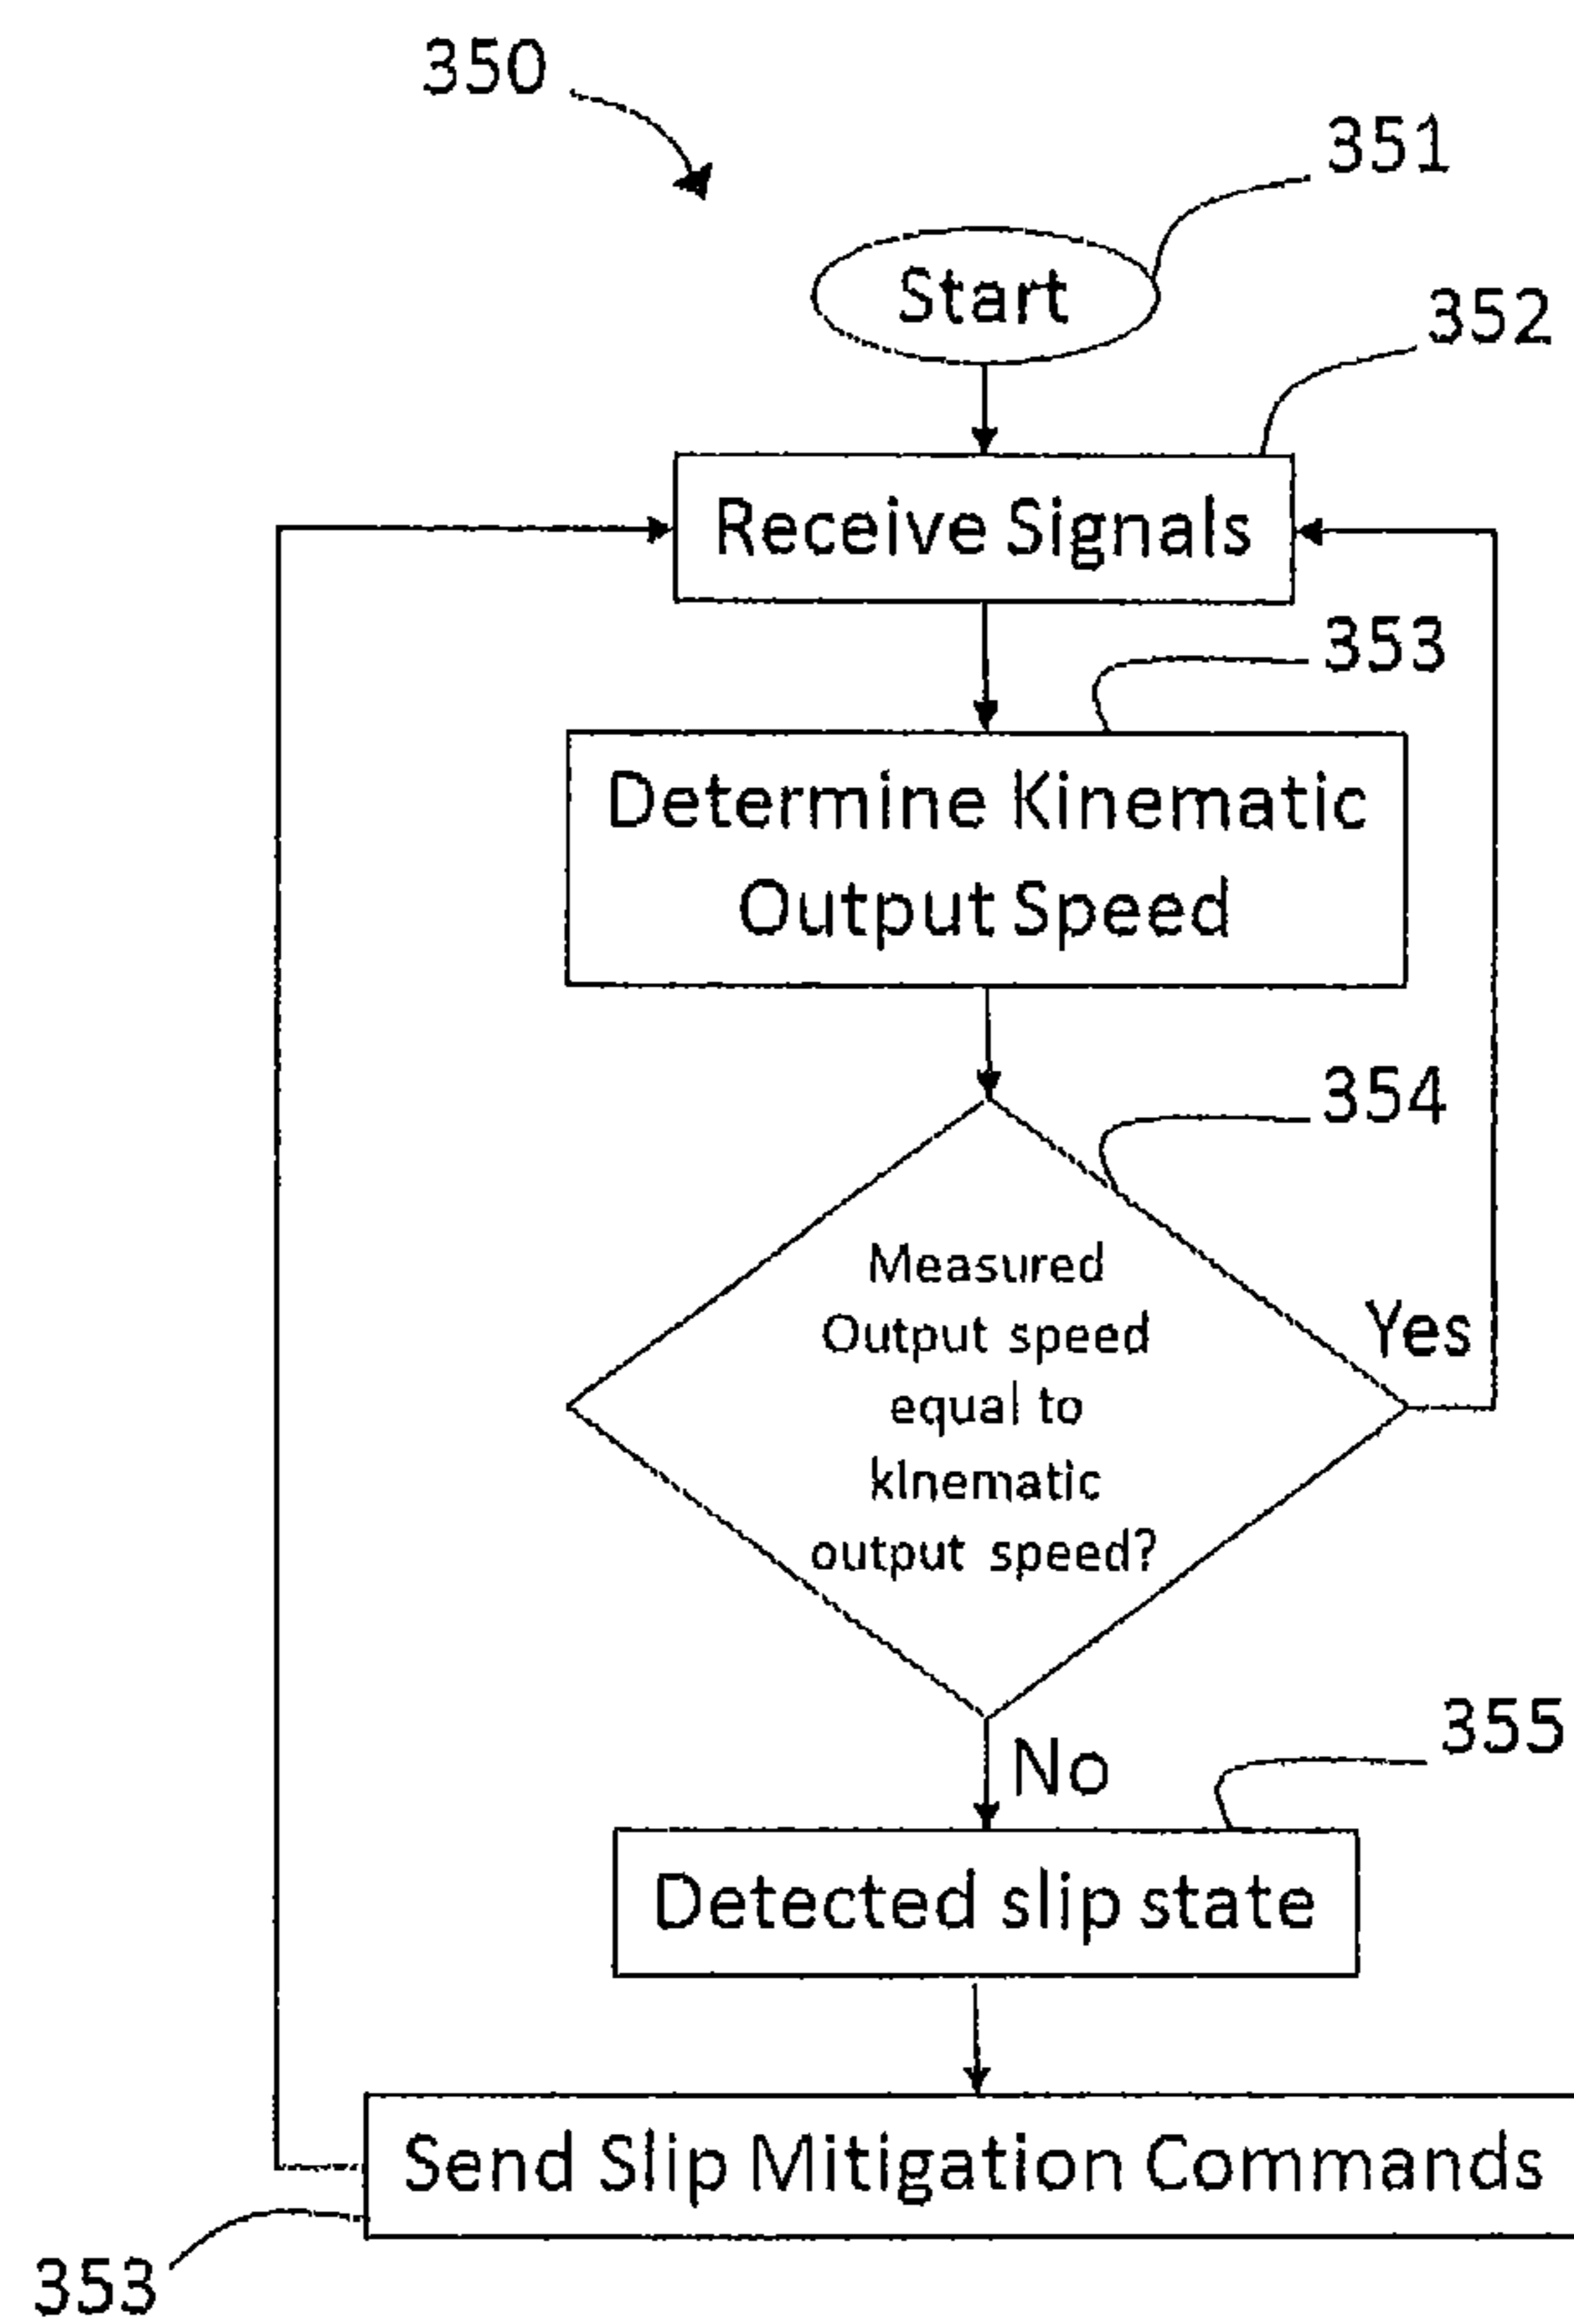 350
351
Start
352
Receive Signals
353
Determine Kinematic
Output Speed
354
Measured
Output speed
equal to
kInematic
output speed?
Yes
No
355
Detected slip state
Send Slip Mitigation Commands
353